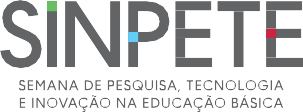 SINPETE
SEMANA DE PESQUISA, TECNOLOGIA
E INOVAÇÃO NA EDUCAÇÃO BÁSICA